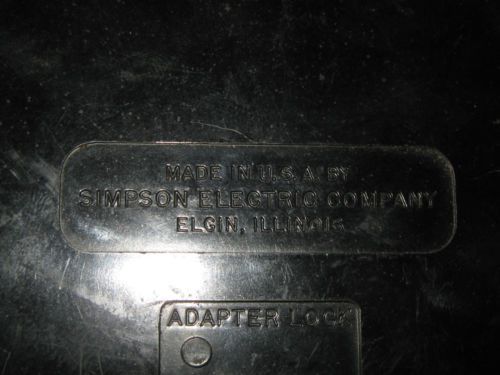 MADE IN U.S.A. BY
SIMPSON ELECTRIC COMPANY
ELGIN, ILLINOIS
ADAPTER LOCK